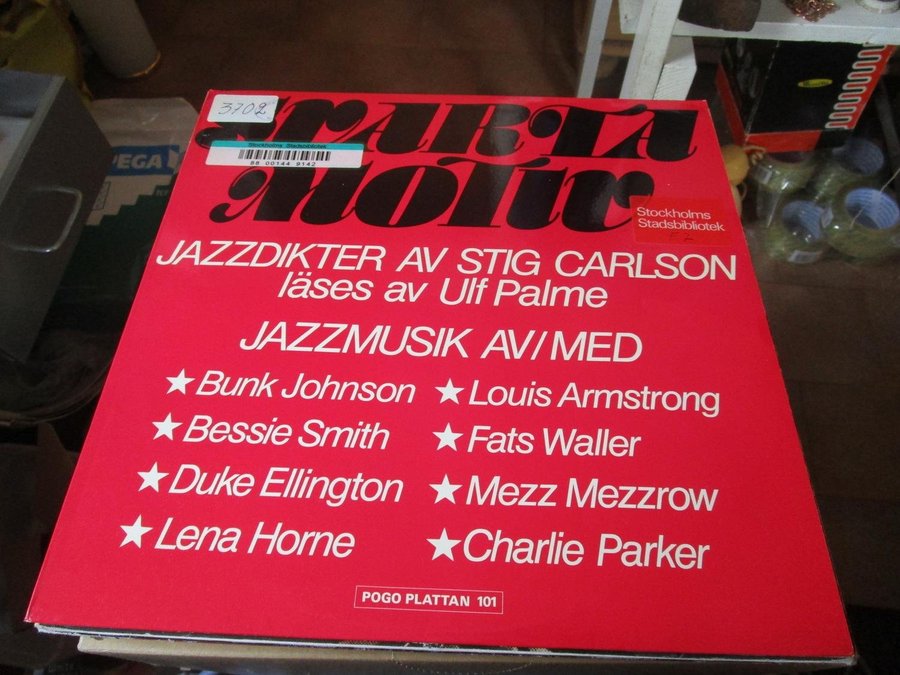 3702
SVARTA
Stockholms Stadsbibliotek
88 00144 9142
MOTIV
Stockholms
Stadsbibliotek
JAZZDIKTER AV STIG CARLSON
läses av Ulf Palme
JAZZMUSIK AV/MED
★ Bunk Johnson ★ Louis Armstrong
★ Bessie Smith ★ Fats Waller
★ Duke Ellington ★ Mezz Mezzrow
★ Lena Horne ★ Charlie Parker
POGO PLATTAN 101
PEGA